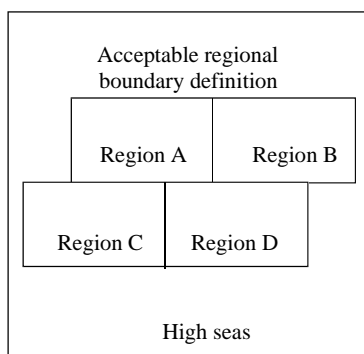 Acceptable regional
boundary definition
Region A
Region B
Region C
Region D
High seas